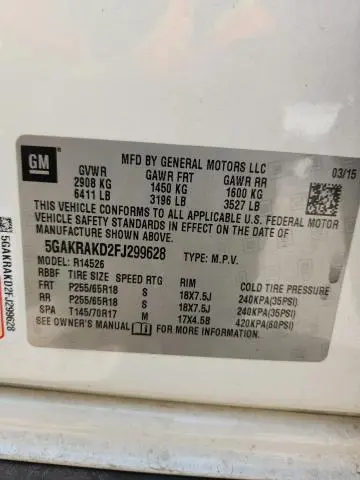 GM
MFD BY GENERAL MOTORS LLC
03/15
GVWR GAWR FRT GAWR RR
2908 KG 1450 KG 1600 KG
6411 LB 3196 LB 3527 LB
THIS VEHICLE CONFORMS TO ALL APPLICABLE U.S. FEDERAL MOTOR
VEHICLE SAFETY STANDARDS IN EFFECT ON THE DATE OF
MANUFACTURE SHOWN ABOVE.
5GAKRAKD2FJ299628 TYPE: M.P.V.
MODEL: R14526
RBBF TIRE SIZE SPEED RTG RIM COLD TIRE PRESSURE
FRT P255/65R18 S 18X7.5J 240KPA(35PSI)
RR P255/65R18 S 18X7.5J 240KPA(35PSI)
SPA T145/70R17 M 17X4.5B 420KPA(60PSI)
SEE OWNER'S MANUAL FOR MORE INFORMATION.
5GAKRAKD2FJ299628